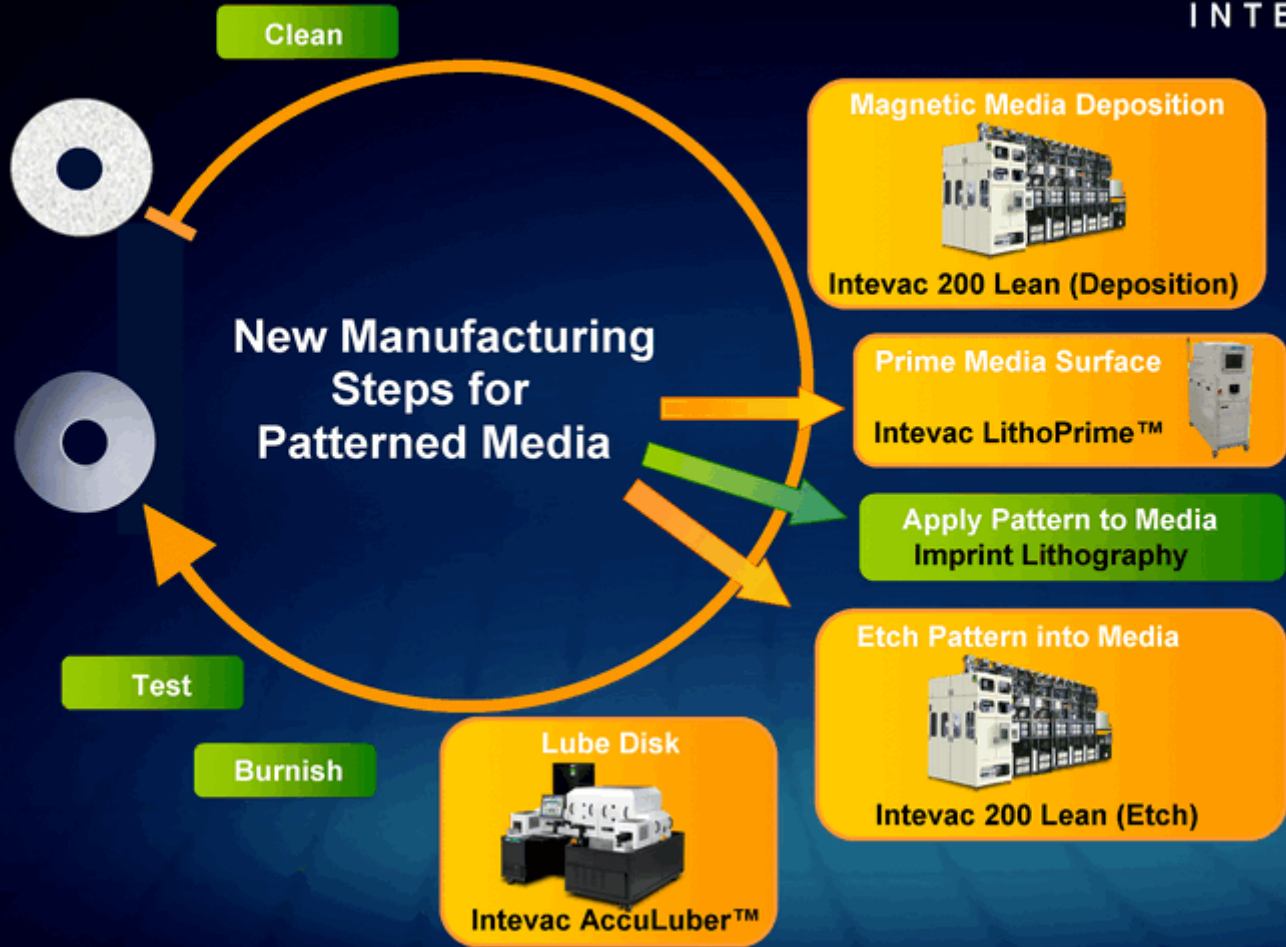 INTE
Clean
Magnetic Media Deposition
Intevac 200 Lean (Deposition)
New Manufacturing
Steps for
Patterned Media
Prime Media Surface
Intevac LithoPrime™
Apply Pattern to Media
Imprint Lithography
Etch Pattern into Media
Intevac 200 Lean (Etch)
Lube Disk
Intevac AccuLuber™
Burnish
Test